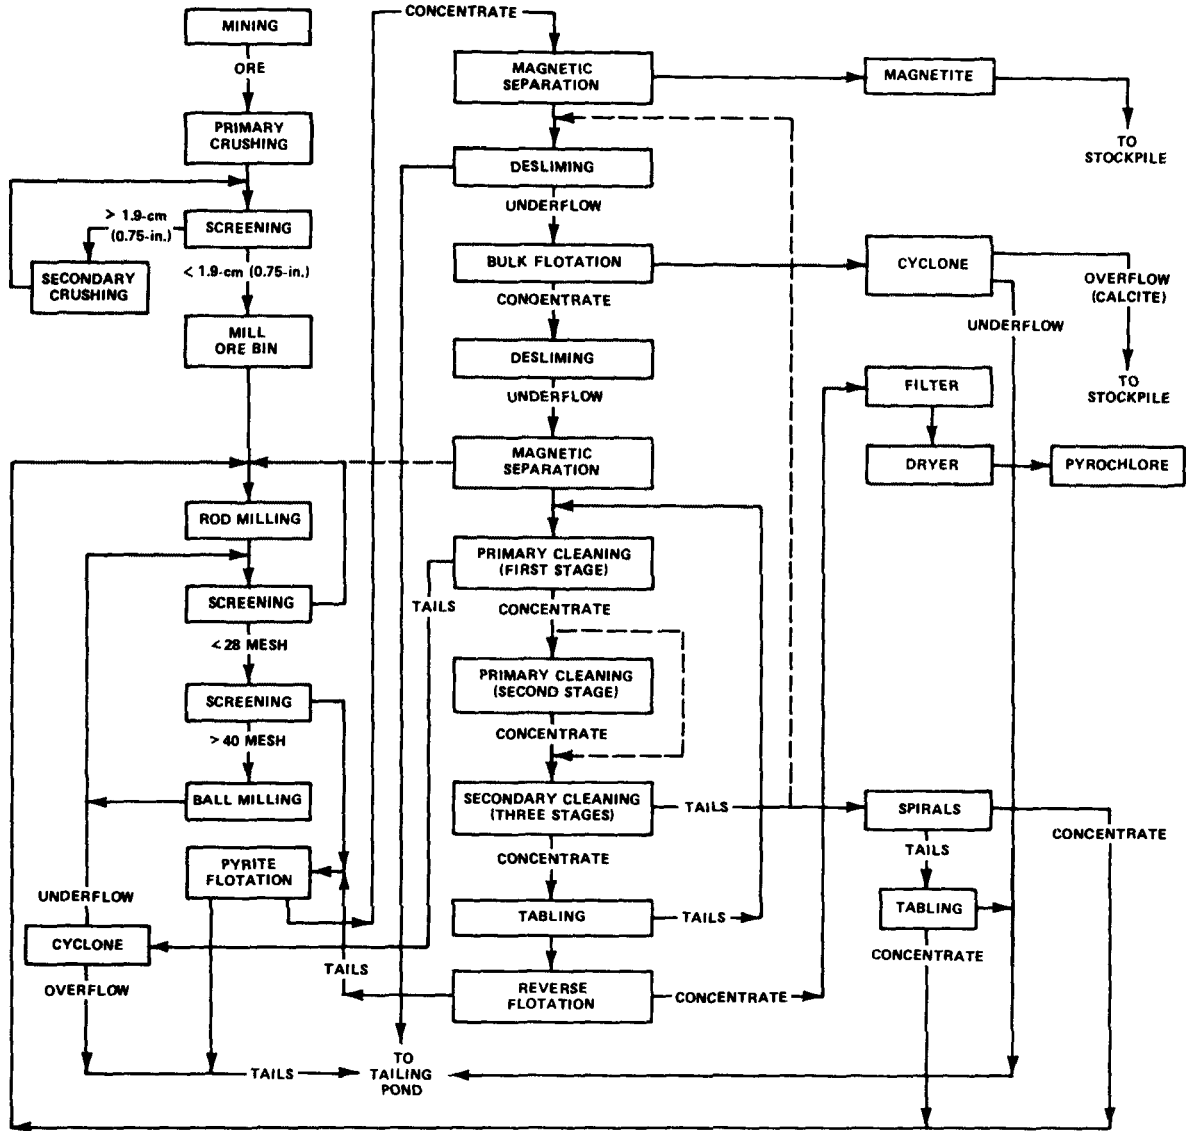 CONCENTRATE
MINING
ORE
PRIMARY
CRUSHING
> 1.9-cm
(0.75-in.)
SCREENING
SECONDARY
CRUSHING
< 1.9-cm (0.75-in.)
MILL
ORE BIN
ROD MILLING
SCREENING
< 28 MESH
SCREENING
> 40 MESH
BALL MILLING
PYRITE
FLOTATION
UNDERFLOW
CYCLONE
OVERFLOW
TAILS
MAGNETIC
SEPARATION
DESLIMING
UNDERFLOW
BULK FLOTATION
CONOENTRATE
DESLIMING
UNDERFLOW
MAGNETIC
SEPARATION
PRIMARY CLEANING
(FIRST STAGE)
TAILS
CONCENTRATE
PRIMARY CLEANING
(SECOND STAGE)
CONCENTRATE
SECONDARY CLEANING
(THREE STAGES)
TAILS
CONCENTRATE
TABLING
TAILS
REVERSE
FLOTATION
TAILS
CONCENTRATE
TO
TAILING
POND
MAGNETITE
TO
STOCKPILE
CYCLONE
OVERFLOW
(CALCITE)
UNDERFLOW
TO
STOCKPILE
FILTER
DRYER
PYROCHLORE
SPIRALS
CONCENTRATE
TAILS
TABLING
CONCENTRATE